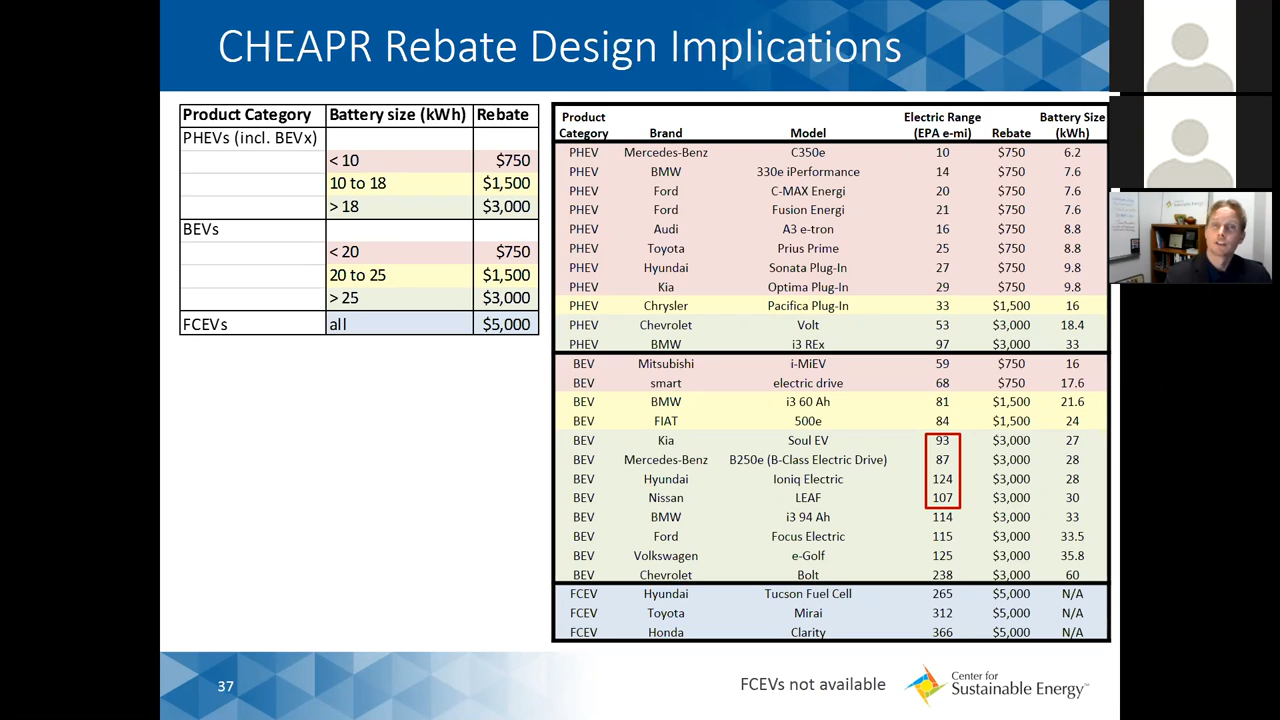 CHEAPR Rebate Design Implications
Product Category Battery size (kWh) Rebate
PHEVs (incl. BEVx)
< 10 $750
10 to 18 $1,500
> 18 $3,000
BEVs
< 20 $750
20 to 25 $1,500
> 25 $3,000
FCEVs all $5,000
Product Category Brand Model Electric Range (EPA e-mi) Rebate Battery Size (kWh)
PHEV Mercedes-Benz C350e 10 $750 6.2
PHEV BMW 330e iPerformance 14 $750 7.6
PHEV Ford C-MAX Energi 20 $750 7.6
PHEV Ford Fusion Energi 21 $750 7.6
PHEV Audi A3 e-tron 16 $750 8.8
PHEV Toyota Prius Prime 25 $750 8.8
PHEV Hyundai Sonata Plug-In 27 $750 9.8
PHEV Kia Optima Plug-In 29 $750 9.8
PHEV Chrysler Pacifica Plug-In 33 $1,500 16
PHEV Chevrolet Volt 53 $3,000 18.4
PHEV BMW i3 REx 97 $3,000 33
BEV Mitsubishi i-MiEV 59 $750 16
BEV smart electric drive 68 $750 17.6
BEV BMW i3 60 Ah 81 $1,500 21.6
BEV FIAT 500e 84 $1,500 24
BEV Kia Soul EV 93 $3,000 27
BEV Mercedes-Benz B250e (B-Class Electric Drive) 87 $3,000 28
BEV Hyundai Ioniq Electric 124 $3,000 28
BEV Nissan LEAF 107 $3,000 30
BEV BMW i3 94 Ah 114 $3,000 33
BEV Ford Focus Electric 115 $3,000 33.5
BEV Volkswagen e-Golf 125 $3,000 35.8
BEV Chevrolet Bolt 238 $3,000 60
FCEV Hyundai Tucson Fuel Cell 265 $5,000 N/A
FCEV Toyota Mirai 312 $5,000 N/A
FCEV Honda Clarity 366 $5,000 N/A
37
FCEVs not available
Center for
Sustainable Energy™